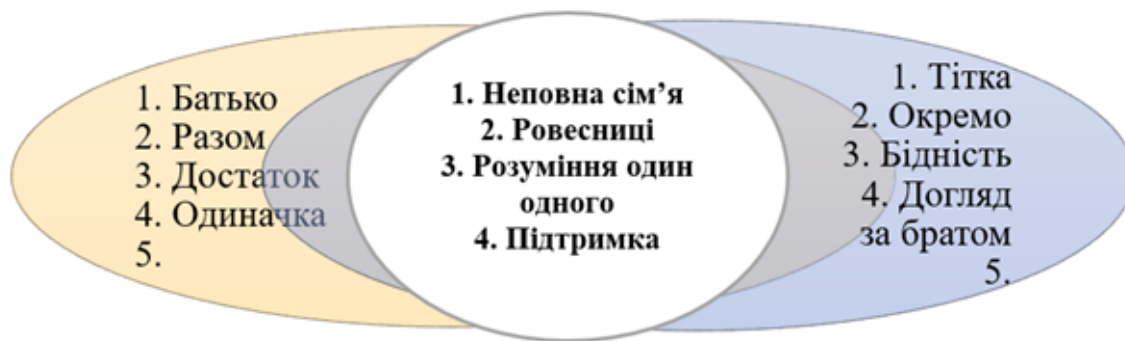 1. Батько
2. Разом
3. Достаток
4. Одиначка
5.
1. Неповна сім’я
2. Ровесниці
3. Розуміння один
одного
4. Підтримка
1. Тітка
2. Окремо
3. Бідність
4. Догляд
за братом
5.